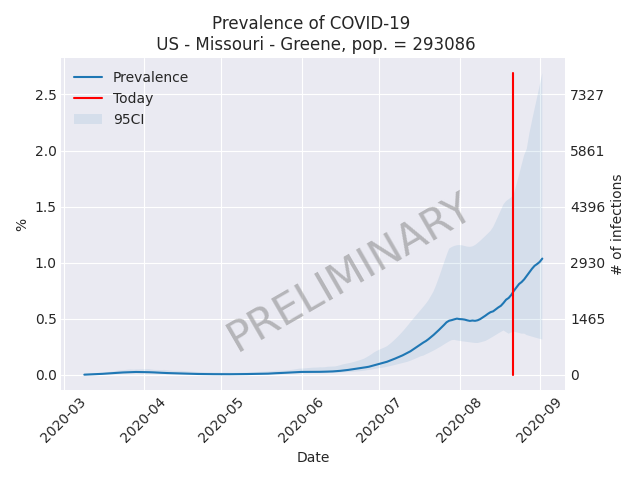 Prevalence of COVID-19
US - Missouri - Greene, pop. = 293086
Prevalence
Today
95CI
PRELIMINARY
%
2.5
2.0
1.5
1.0
0.5
0.0
7327
5861
4396
2930
1465
0
# of infections
2020-03
2020-04
2020-05
2020-06
2020-07
2020-08
2020-09
Date